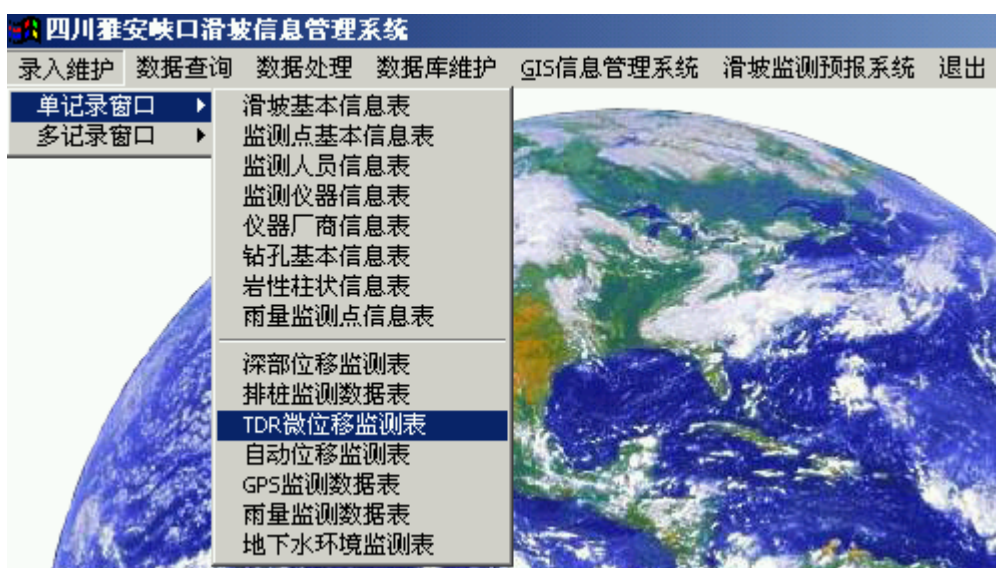 四川雅安峡口滑坡信息管理系统
录入维护 数据查询 数据处理 数据库维护 GIS信息管理系统 滑坡监测预报系统 退出
单记录窗口
多记录窗口
滑坡基本信息表
监测点基本信息表
监测人员信息表
监测仪器信息表
仪器厂商信息表
钻孔基本信息表
岩性柱状信息表
雨量监测点信息表
深部位移监测表
排桩监测数据表
TDR微位移监测表
自动位移监测表
GPS监测数据表
雨量监测数据表
地下水环境监测表